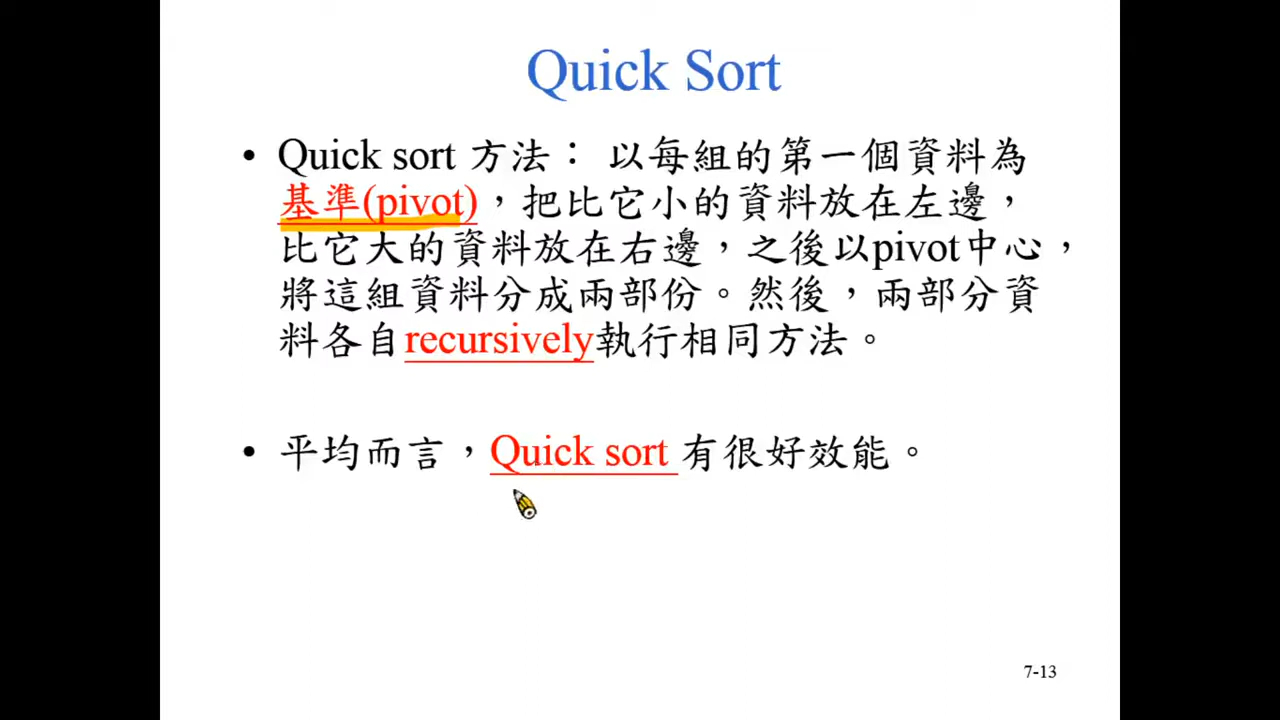 Quick Sort
• Quick sort 方法： 以每組的第一個資料為
基準(pivot)，把比它小的資料放在左邊，
比它大的資料放在右邊，之後以pivot中心，
將這組資料分成兩部份。然後，兩部分資
料各自recursively執行相同方法。
• 平均而言，Quick sort 有很好效能。
7-13